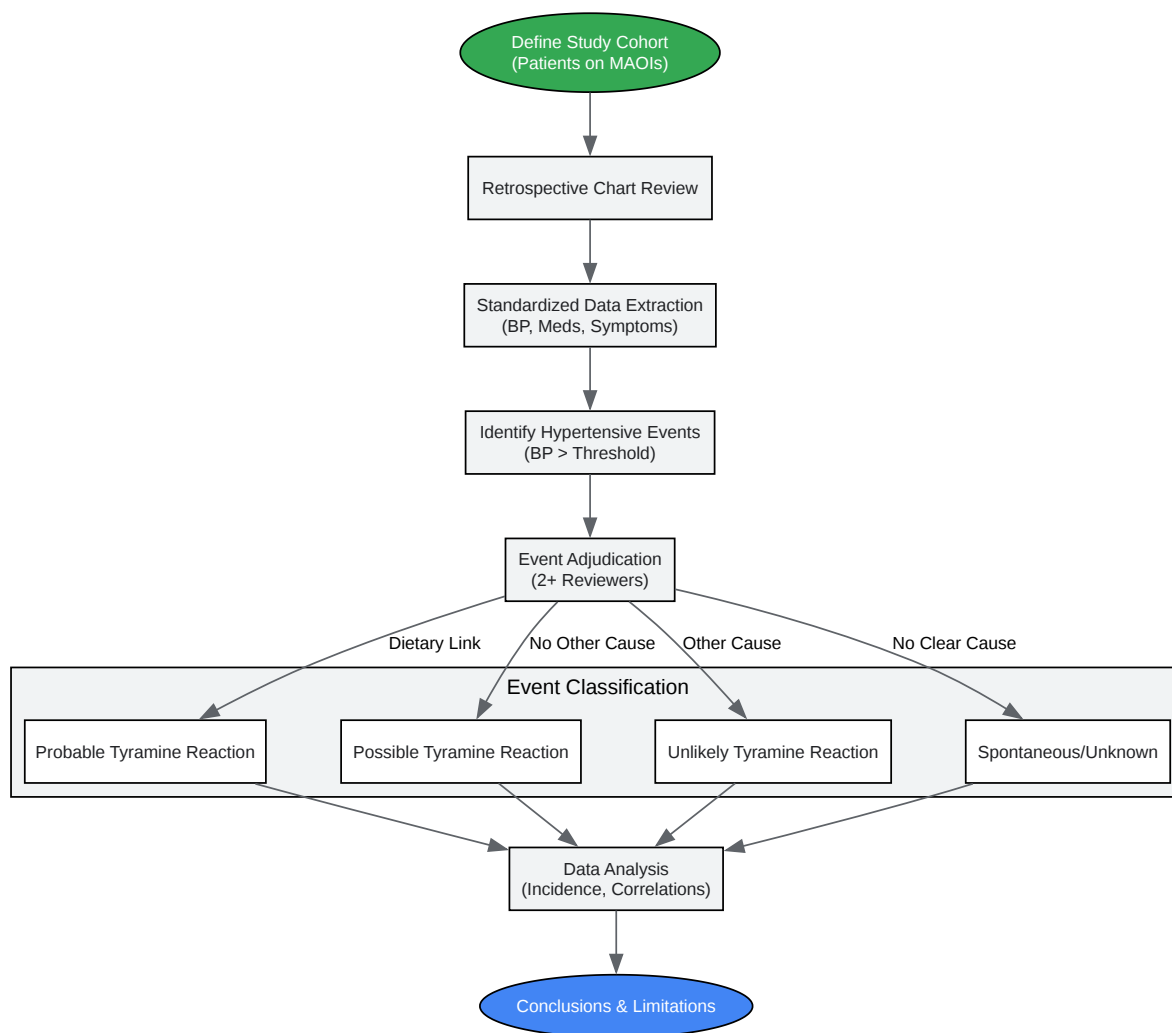 Define Study Cohort
(Patients on MAOIs)
Retrospective Chart Review
Standardized Data Extraction
(BP, Meds, Symptoms)
Identify Hypertensive Events
(BP > Threshold)
Event Adjudication
(2+ Reviewers)
Dietary Link
No Other Cause
Other Cause
No Clear Cause
Event Classification
Probable Tyramine Reaction
Possible Tyramine Reaction
Unlikely Tyramine Reaction
Spontaneous/Unknown
Data Analysis
(Incidence, Correlations)
Conclusions & Limitations